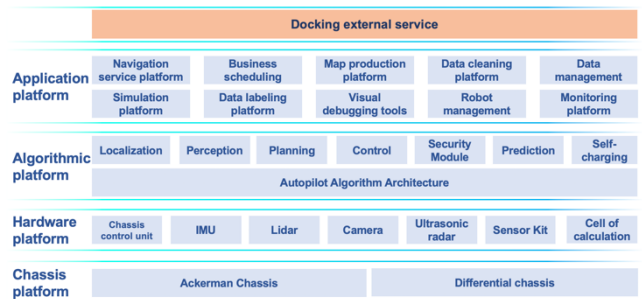 Docking external service
Application platform
Navigation service platform
Business scheduling
Map production platform
Data cleaning platform
Data management
Simulation platform
Data labeling platform
Visual debugging tools
Robot management
Monitoring platform
Algorithmic platform
Localization
Perception
Planning
Control
Security Module
Prediction
Self-charging
Autopilot Algorithm Architecture
Hardware platform
Chassis control unit
IMU
Lidar
Camera
Ultrasonic radar
Sensor Kit
Cell of calculation
Chassis platform
Ackerman Chassis
Differential chassis